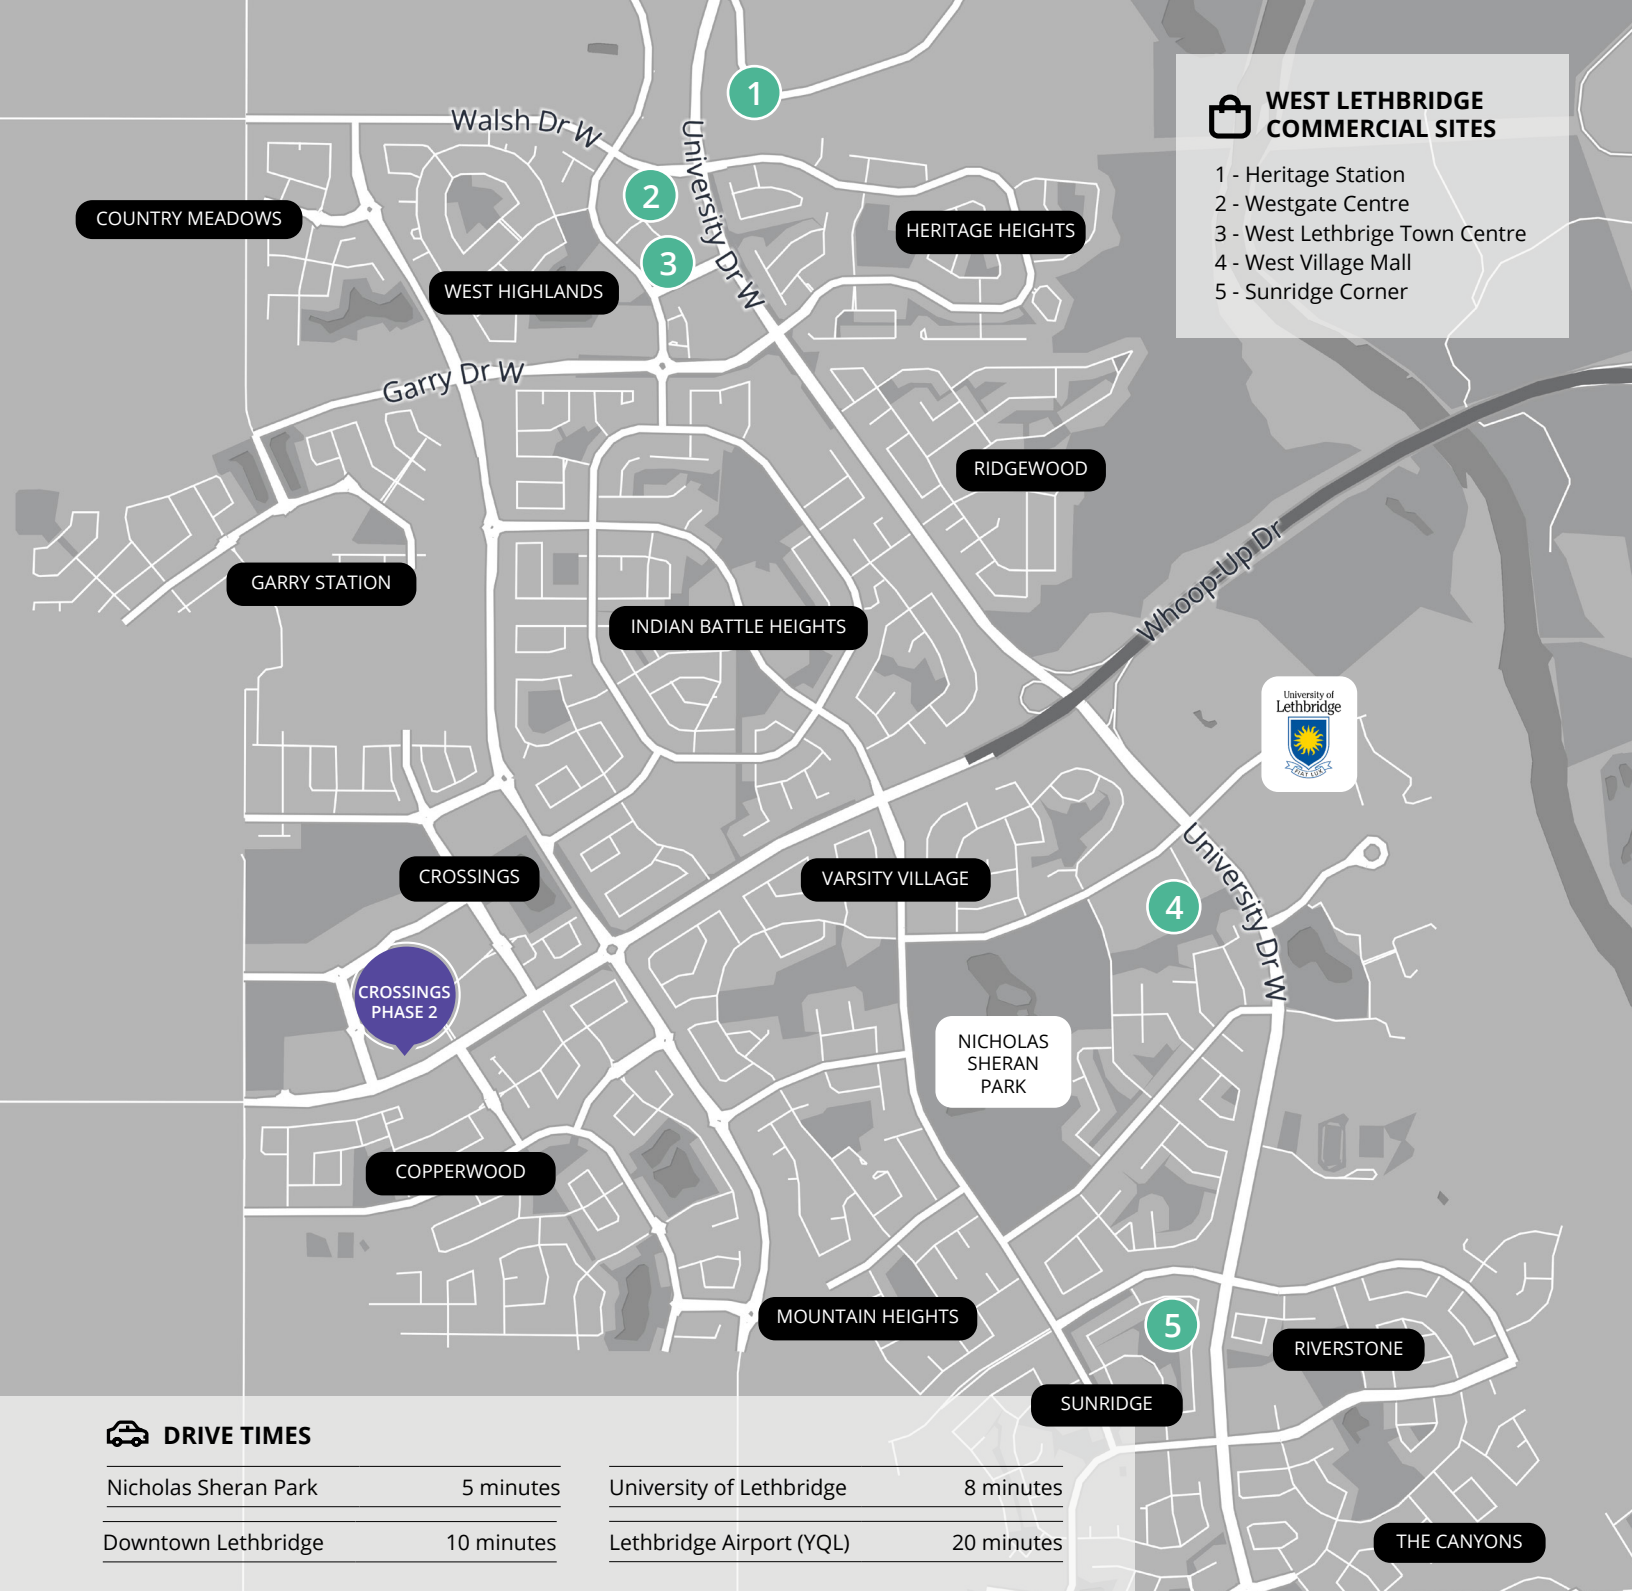 WEST LETHBRIDGE
COMMERCIAL SITES
1 - Heritage Station
2 - Westgate Centre
3 - West Lethbrige Town Centre
4 - West Village Mall
5 - Sunridge Corner
1
Walsh Dr W
University Dr W
2
COUNTRY MEADOWS
HERITAGE HEIGHTS
3
WEST HIGHLANDS
Garry Dr W
RIDGEWOOD
Whoop-Up Dr
GARRY STATION
INDIAN BATTLE HEIGHTS
University of
Lethbridge
FIAT LUX
CROSSINGS
VARSITY VILLAGE
University Dr W
4
CROSSINGS
PHASE 2
NICHOLAS
SHERAN
PARK
COPPERWOOD
MOUNTAIN HEIGHTS
5
RIVERSTONE
SUNRIDGE
THE CANYONS
DRIVE TIMES
Nicholas Sheran Park 5 minutes
Downtown Lethbridge 10 minutes
University of Lethbridge 8 minutes
Lethbridge Airport (YQL) 20 minutes